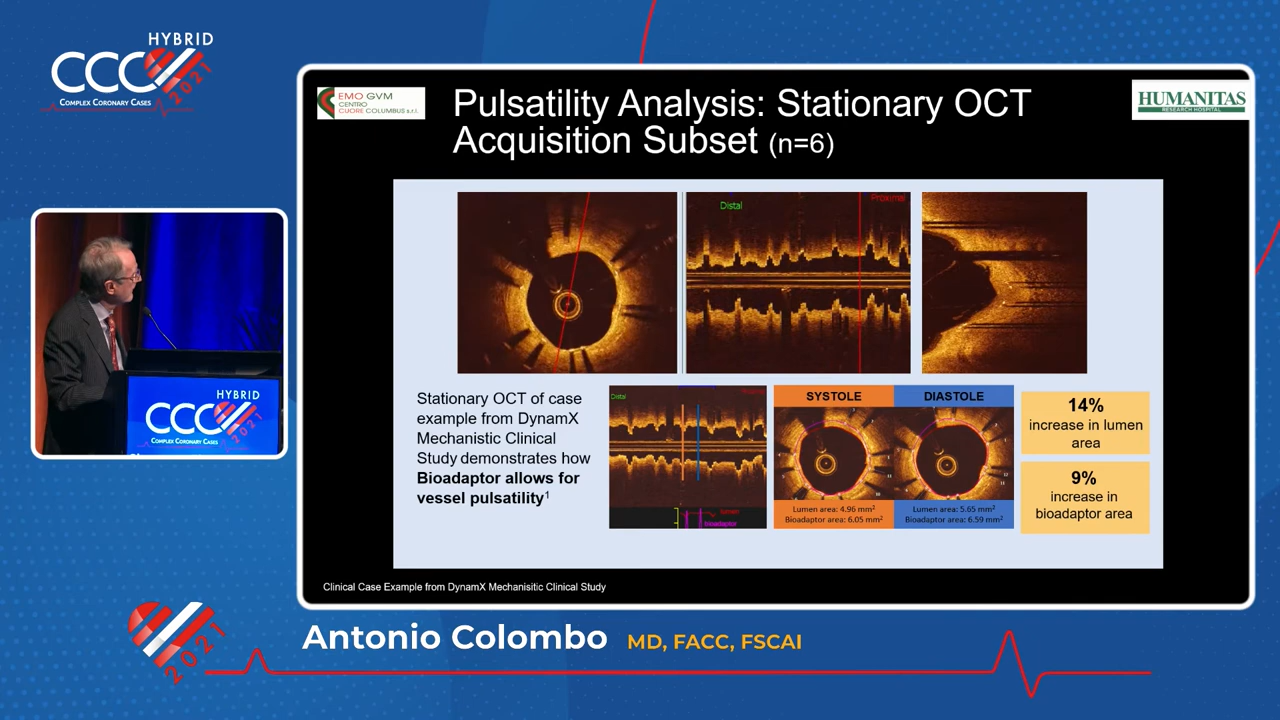 HYBRID
CCC
2021
COMPLEX CORONARY CASES
EMO GVM
CENTRO
CUORE COLUMBUS s.r.l.
Pulsatility Analysis: Stationary OCT
Acquisition Subset (n=6)
HUMANITAS
RESEARCH HOSPITAL
Distal
Proximal
Stationary OCT of case
example from DynamX
Mechanistic Clinical
Study demonstrates how
Bioadaptor allows for
vessel pulsatility1
Distal
lumen
bioadaptor
SYSTOLE
Lumen area: 4.96 mm2
Bioadaptor area: 6.05 mm2
DIASTOLE
Lumen area: 5.65 mm2
Bioadaptor area: 6.59 mm2
14%
increase in lumen
area
9%
increase in
bioadaptor area
Clinical Case Example from DynamX Mechanisitic Clinical Study
HYBRID
CCC
2021
COMPLEX CORONARY CASES
2021
Antonio Colombo MD, FACC, FSCAI